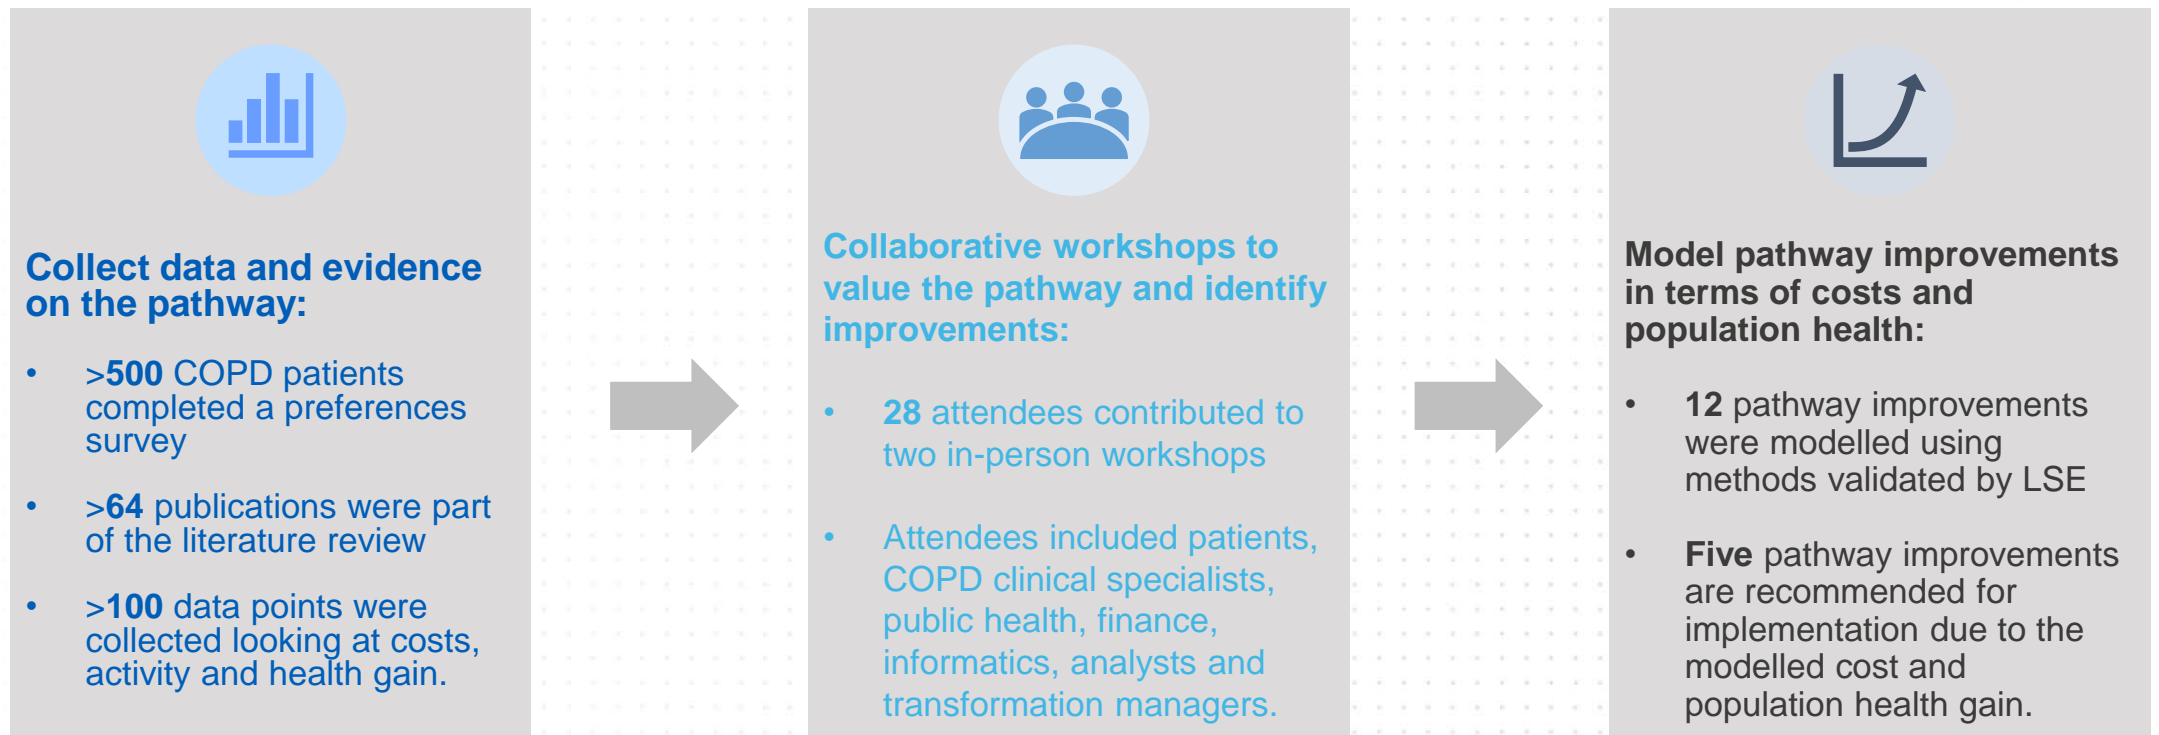 Collect data and evidence
on the pathway:
• >500 COPD patients
completed a preferences
survey
• >64 publications were part
of the literature review
• >100 data points were
collected looking at costs,
activity and health gain.
Collaborative workshops to
value the pathway and identify
improvements:
• 28 attendees contributed to
two in-person workshops
• Attendees included patients,
COPD clinical specialists,
public health, finance,
informatics, analysts and
transformation managers.
Model pathway improvements
in terms of costs and
population health:
• 12 pathway improvements
were modelled using
methods validated by LSE
• Five pathway improvements
are recommended for
implementation due to the
modelled cost and
population health gain.